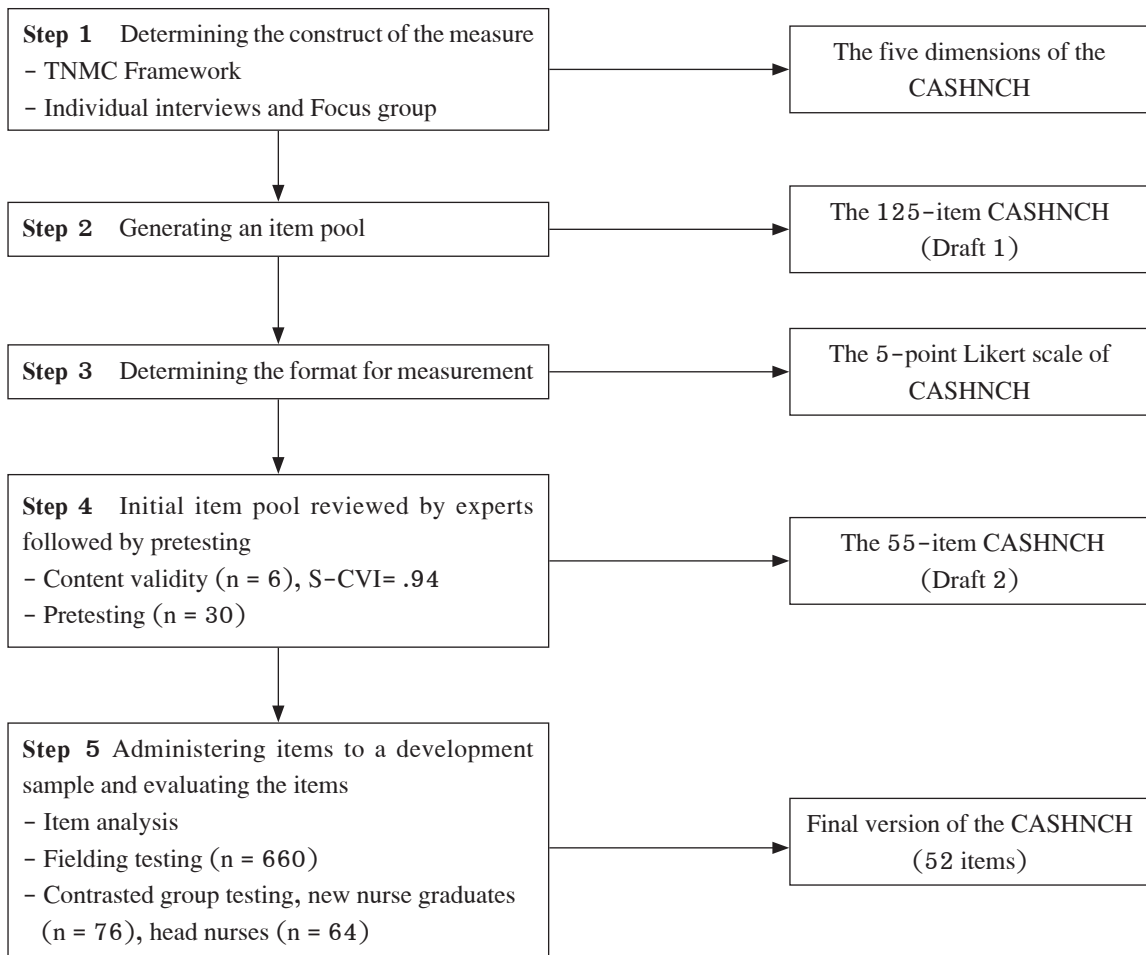 Step 1 Determining the construct of the measure
- TNMC Framework
- Individual interviews and Focus group
The five dimensions of the
CASHNCH
Step 2 Generating an item pool
The 125-item CASHNCH
(Draft 1)
Step 3 Determining the format for measurement
The 5-point Likert scale of
CASHNCH
Step 4 Initial item pool reviewed by experts
followed by pretesting
- Content validity (n = 6), S-CVI= .94
- Pretesting (n = 30)
The 55-item CASHNCH
(Draft 2)
Step 5 Administering items to a development
sample and evaluating the items
- Item analysis
- Fielding testing (n = 660)
- Contrasted group testing, new nurse graduates
(n = 76), head nurses (n = 64)
Final version of the CASHNCH
(52 items)